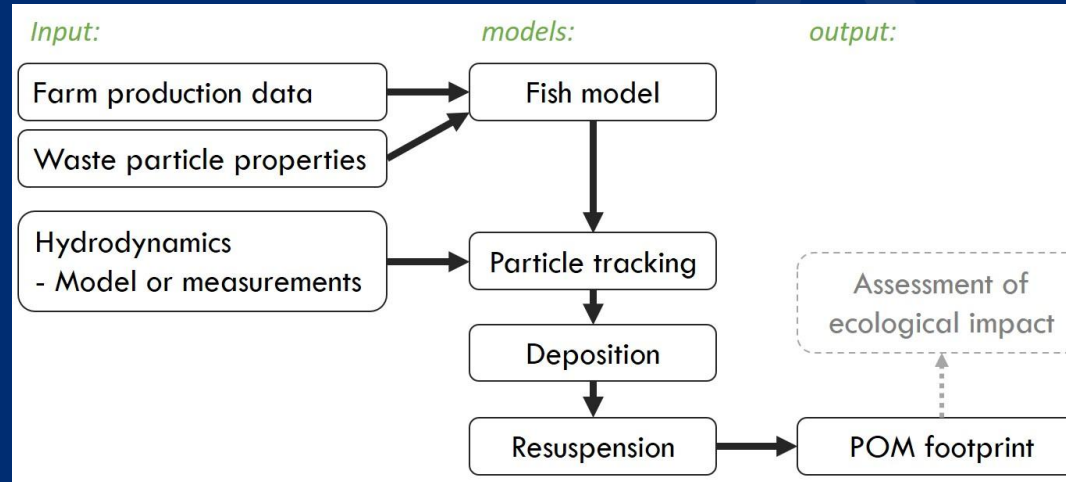 Input:
models:
output:
Farm production data
Fish model
Waste particle properties
Hydrodynamics
- Model or measurements
Particle tracking
Assessment of
ecological impact
Deposition
Resuspension
POM footprint